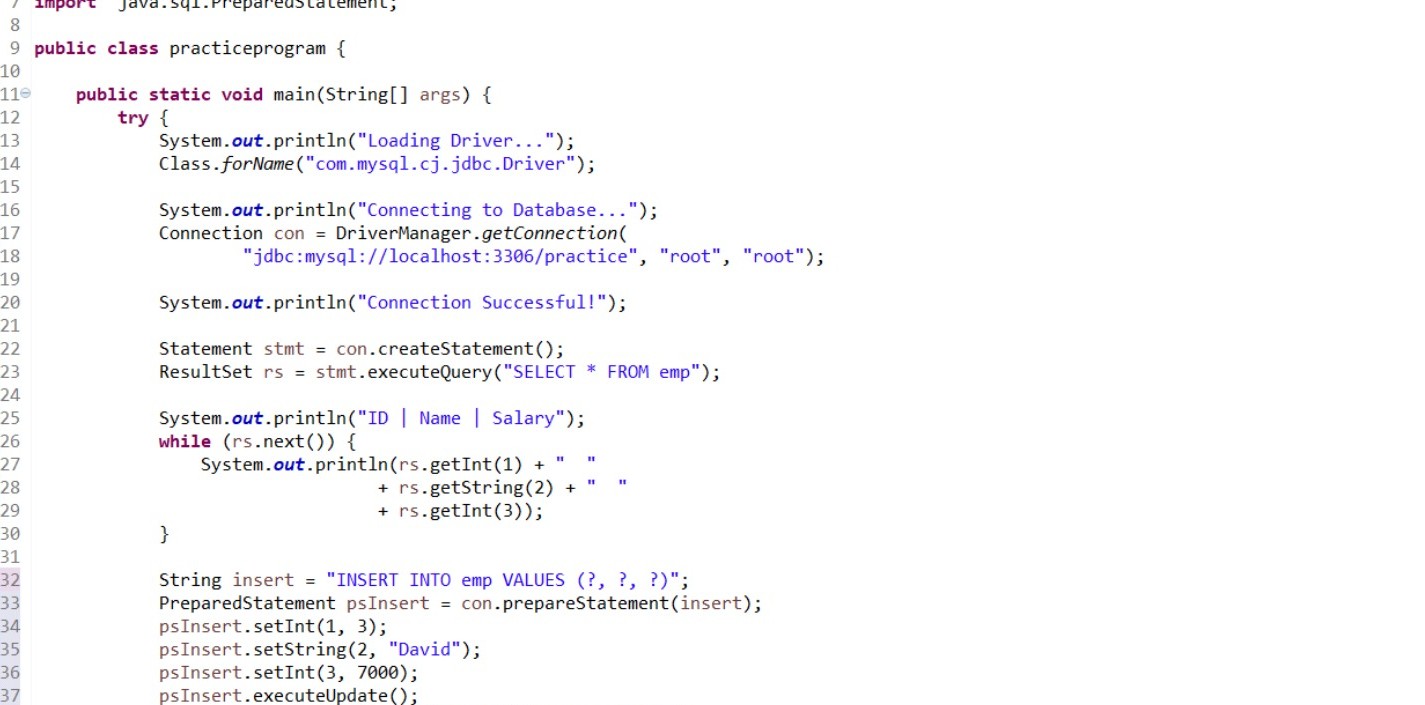 7 import java.sql.PreparedStatement;
8
9 public class practiceprogram {
10
11 public static void main(String[] args) {
12 try {
13 System.out.println("Loading Driver...");
14 Class.forName("com.mysql.cj.jdbc.Driver");
15
16 System.out.println("Connecting to Database...");
17 Connection con = DriverManager.getConnection(
18 "jdbc:mysql://localhost:3306/practice", "root", "root");
19
20 System.out.println("Connection Successful!");
21
22 Statement stmt = con.createStatement();
23 ResultSet rs = stmt.executeQuery("SELECT * FROM emp");
24
25 System.out.println("ID | Name | Salary");
26 while (rs.next()) {
27 System.out.println(rs.getInt(1) + "  "
28 + rs.getString(2) + "  "
29 + rs.getInt(3));
30 }
31
32 String insert = "INSERT INTO emp VALUES (?, ?, ?)";
33 PreparedStatement psInsert = con.prepareStatement(insert);
34 psInsert.setInt(1, 3);
35 psInsert.setString(2, "David");
36 psInsert.setInt(3, 7000);
37 psInsert.executeUpdate();